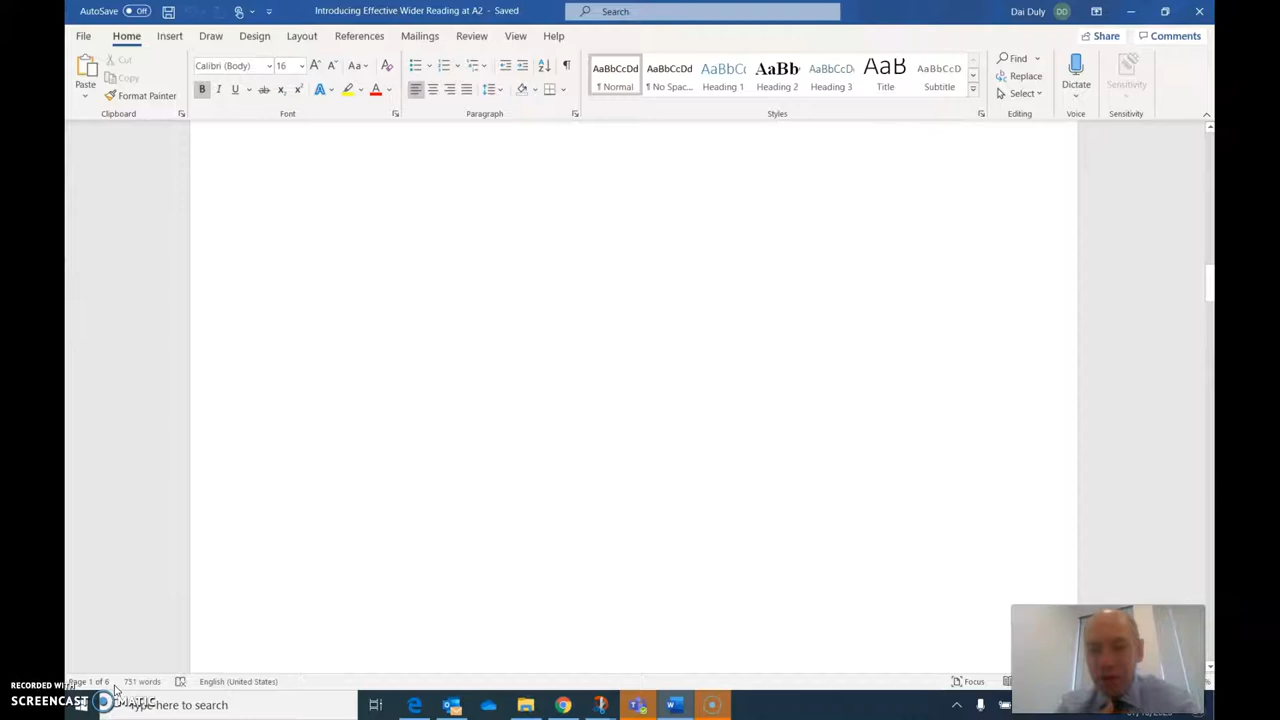 AutoSave Off Introducing Effective Wider Reading at A2 - Saved Search Dai Duly DD
File Home Insert Draw Design Layout References Mailings Review View Help Share Comments
Paste Cut Copy Format Painter
Calibri (Body) 16
AaBbCcDd AaBbCcDd AaBbCc AaBb AaBbCcD AaB AaBbCcD
¶ Normal ¶ No Spac... Heading 1 Heading 2 Heading 3 Title Subtitle
Find Replace Select Dictate Sensitivity
Clipboard Font Paragraph Styles Editing Voice Sensitivity
Page 1 of 6 751 words English (United States) Focus
RECORDED WITH
SCREENCAST MATIC
here to search